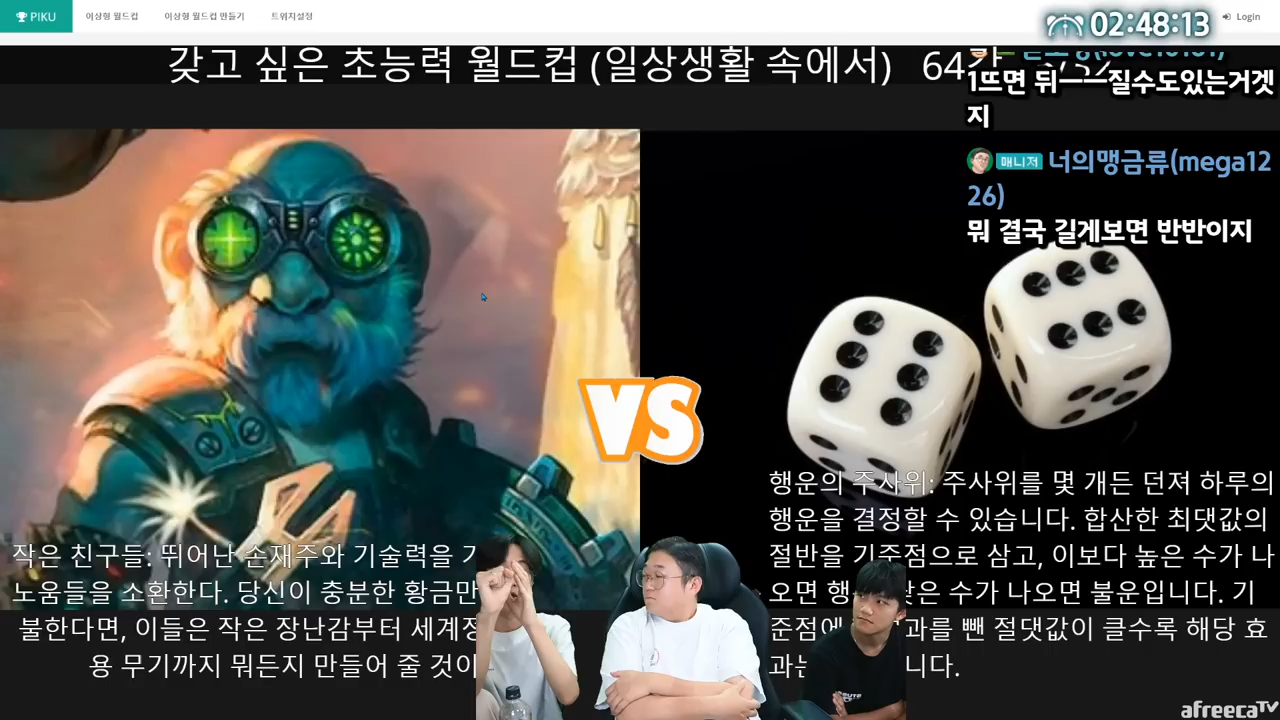 PIKU
이상형 월드컵
이상형 월드컵 만들기
트위치설정
Login
02:48:13
갖고 싶은 초능력 월드컵 (일상생활 속에서) 64
1뜨면 뒤ㅡㅡ질수도있는거겟
지
매니저 너의맹금류(mega12
26)
뭐 결국 길게보면 반반이지
VS
작은 친구들: 뛰어난 손재주와 기술력을
노움들을 소환한다. 당신이 충분한 황금만
불한다면, 이들은 작은 장난감부터 세계정
용 무기까지 뭐든지 만들어 줄 것이
행운의 주사위: 주사위를 몇 개든 던져 하루의
행운을 결정할 수 있습니다. 합산한 최댓값의
절반을 기준점으로 삼고, 이보다 높은 수가 나
오면 행 은 수가 나오면 불운입니다. 기
준점에 과를 뺀 절댓값이 클수록 해당 효
과는 니다.
afreecaTV